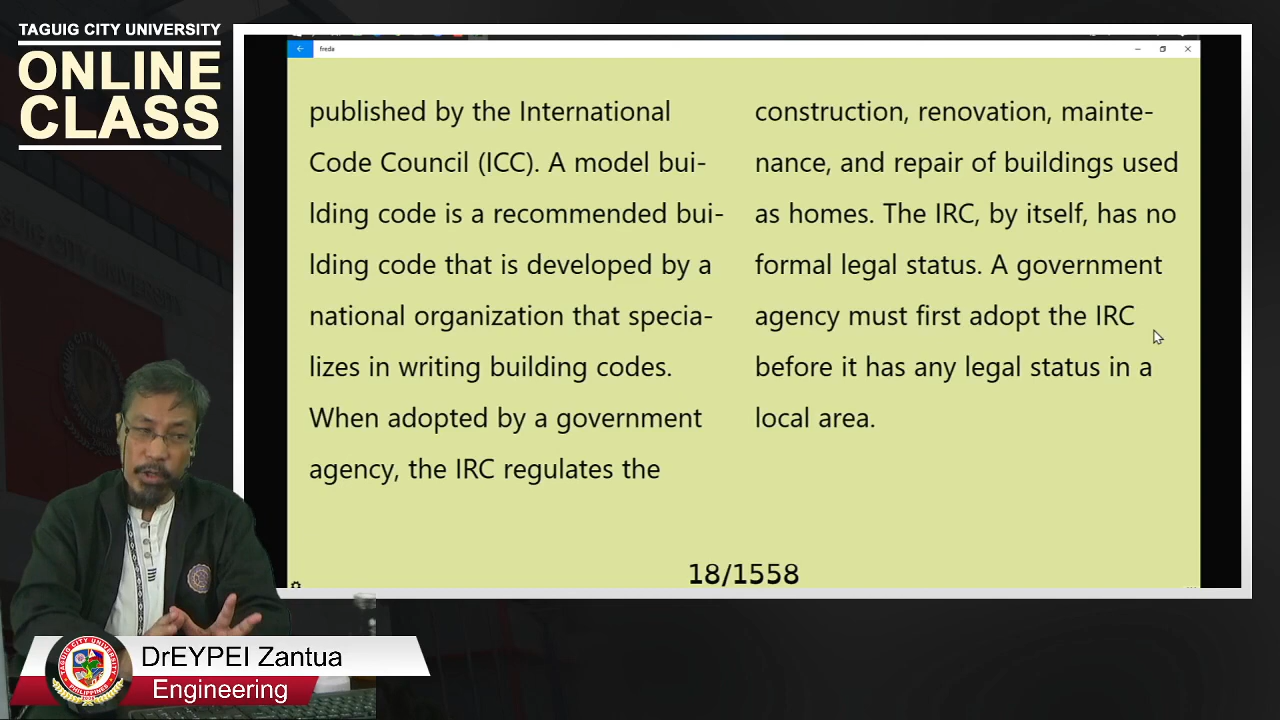 TAGUIG CITY UNIVERSITY
ONLINE
CLASS
freda
published by the International
Code Council (ICC). A model bui-
lding code is a recommended bui-
lding code that is developed by a
national organization that specia-
lizes in writing building codes.
When adopted by a government
agency, the IRC regulates the
construction, renovation, mainte-
nance, and repair of buildings used
as homes. The IRC, by itself, has no
formal legal status. A government
agency must first adopt the IRC
before it has any legal status in a
local area.
18/1558
DrEYPEI Zantua
Engineering